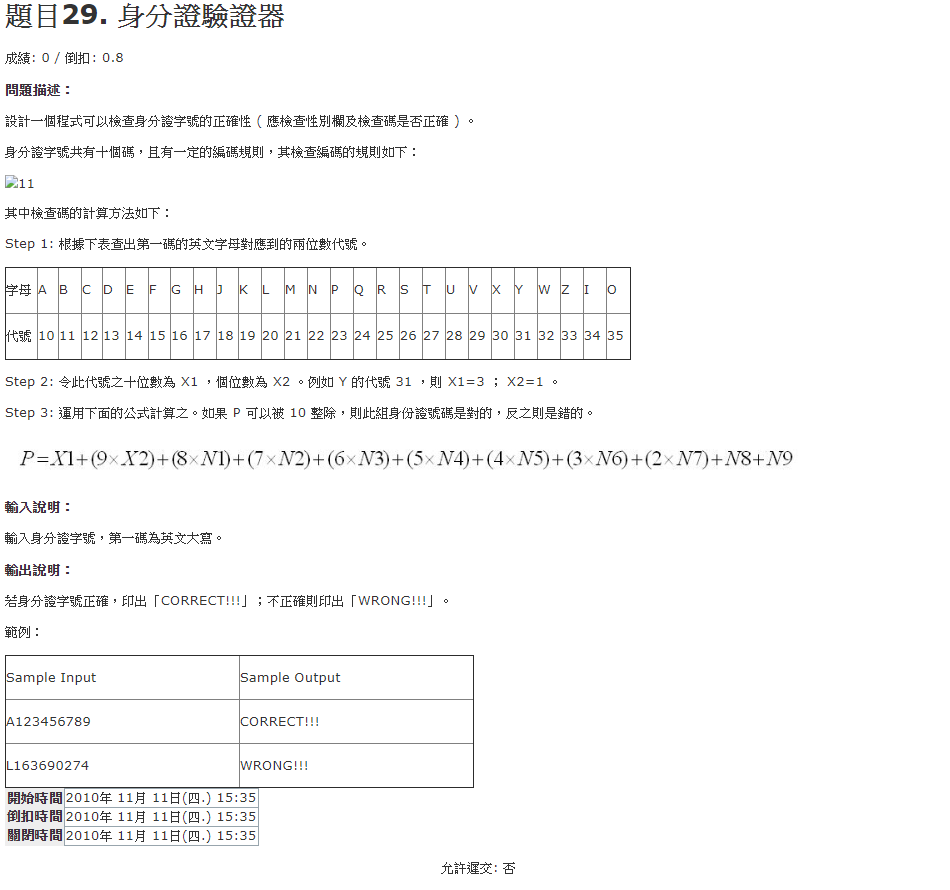 題目29. 身分證驗證器
成績: 0 / 倒扣: 0.8
問題描述：
設計一個程式可以檢查身分證字號的正確性 ( 應檢查性別欄及檢查碼是否正確 ) 。
身分證字號共有十個碼，且有一定的編碼規則，其檢查編碼的規則如下：
11
其中檢查碼的計算方法如下：
Step 1: 根據下表查出第一碼的英文字母對應到的兩位數代號。
字母 A B C D E F G H J K L M N P Q R S T U V X Y W Z I O
代號 10 11 12 13 14 15 16 17 18 19 20 21 22 23 24 25 26 27 28 29 30 31 32 33 34 35
Step 2: 令此代號之十位數為 X1 ，個位數為 X2 。例如 Y 的代號 31 ，則 X1=3 ； X2=1 。
Step 3: 運用下面的公式計算之。如果 P 可以被 10 整除，則此組身份證號碼是對的，反之則是錯的。
P=X1+(9×X2)+(8×N1)+(7×N2)+(6×N3)+(5×N4)+(4×N5)+(3×N6)+(2×N7)+N8+N9
輸入說明：
輸入身分證字號，第一碼為英文大寫。
輸出說明：
若身分證字號正確，印出「CORRECT!!!」；不正確則印出「WRONG!!!」。
範例：
Sample Input Sample Output
A123456789 CORRECT!!!
L163690274 WRONG!!!
開始時間 2010年 11月 11日(四.) 15:35
倒扣時間 2010年 11月 11日(四.) 15:35
關閉時間 2010年 11月 11日(四.) 15:35
允許遲交: 否